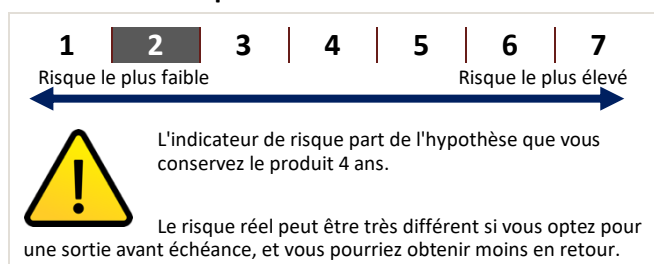 1 2 3 4 5 6 7
Risque le plus faible Risque le plus élevé
L'indicateur de risque part de l'hypothèse que vous
conservez le produit 4 ans.
Le risque réel peut être très différent si vous optez pour
une sortie avant échéance, et vous pourriez obtenir moins en retour.